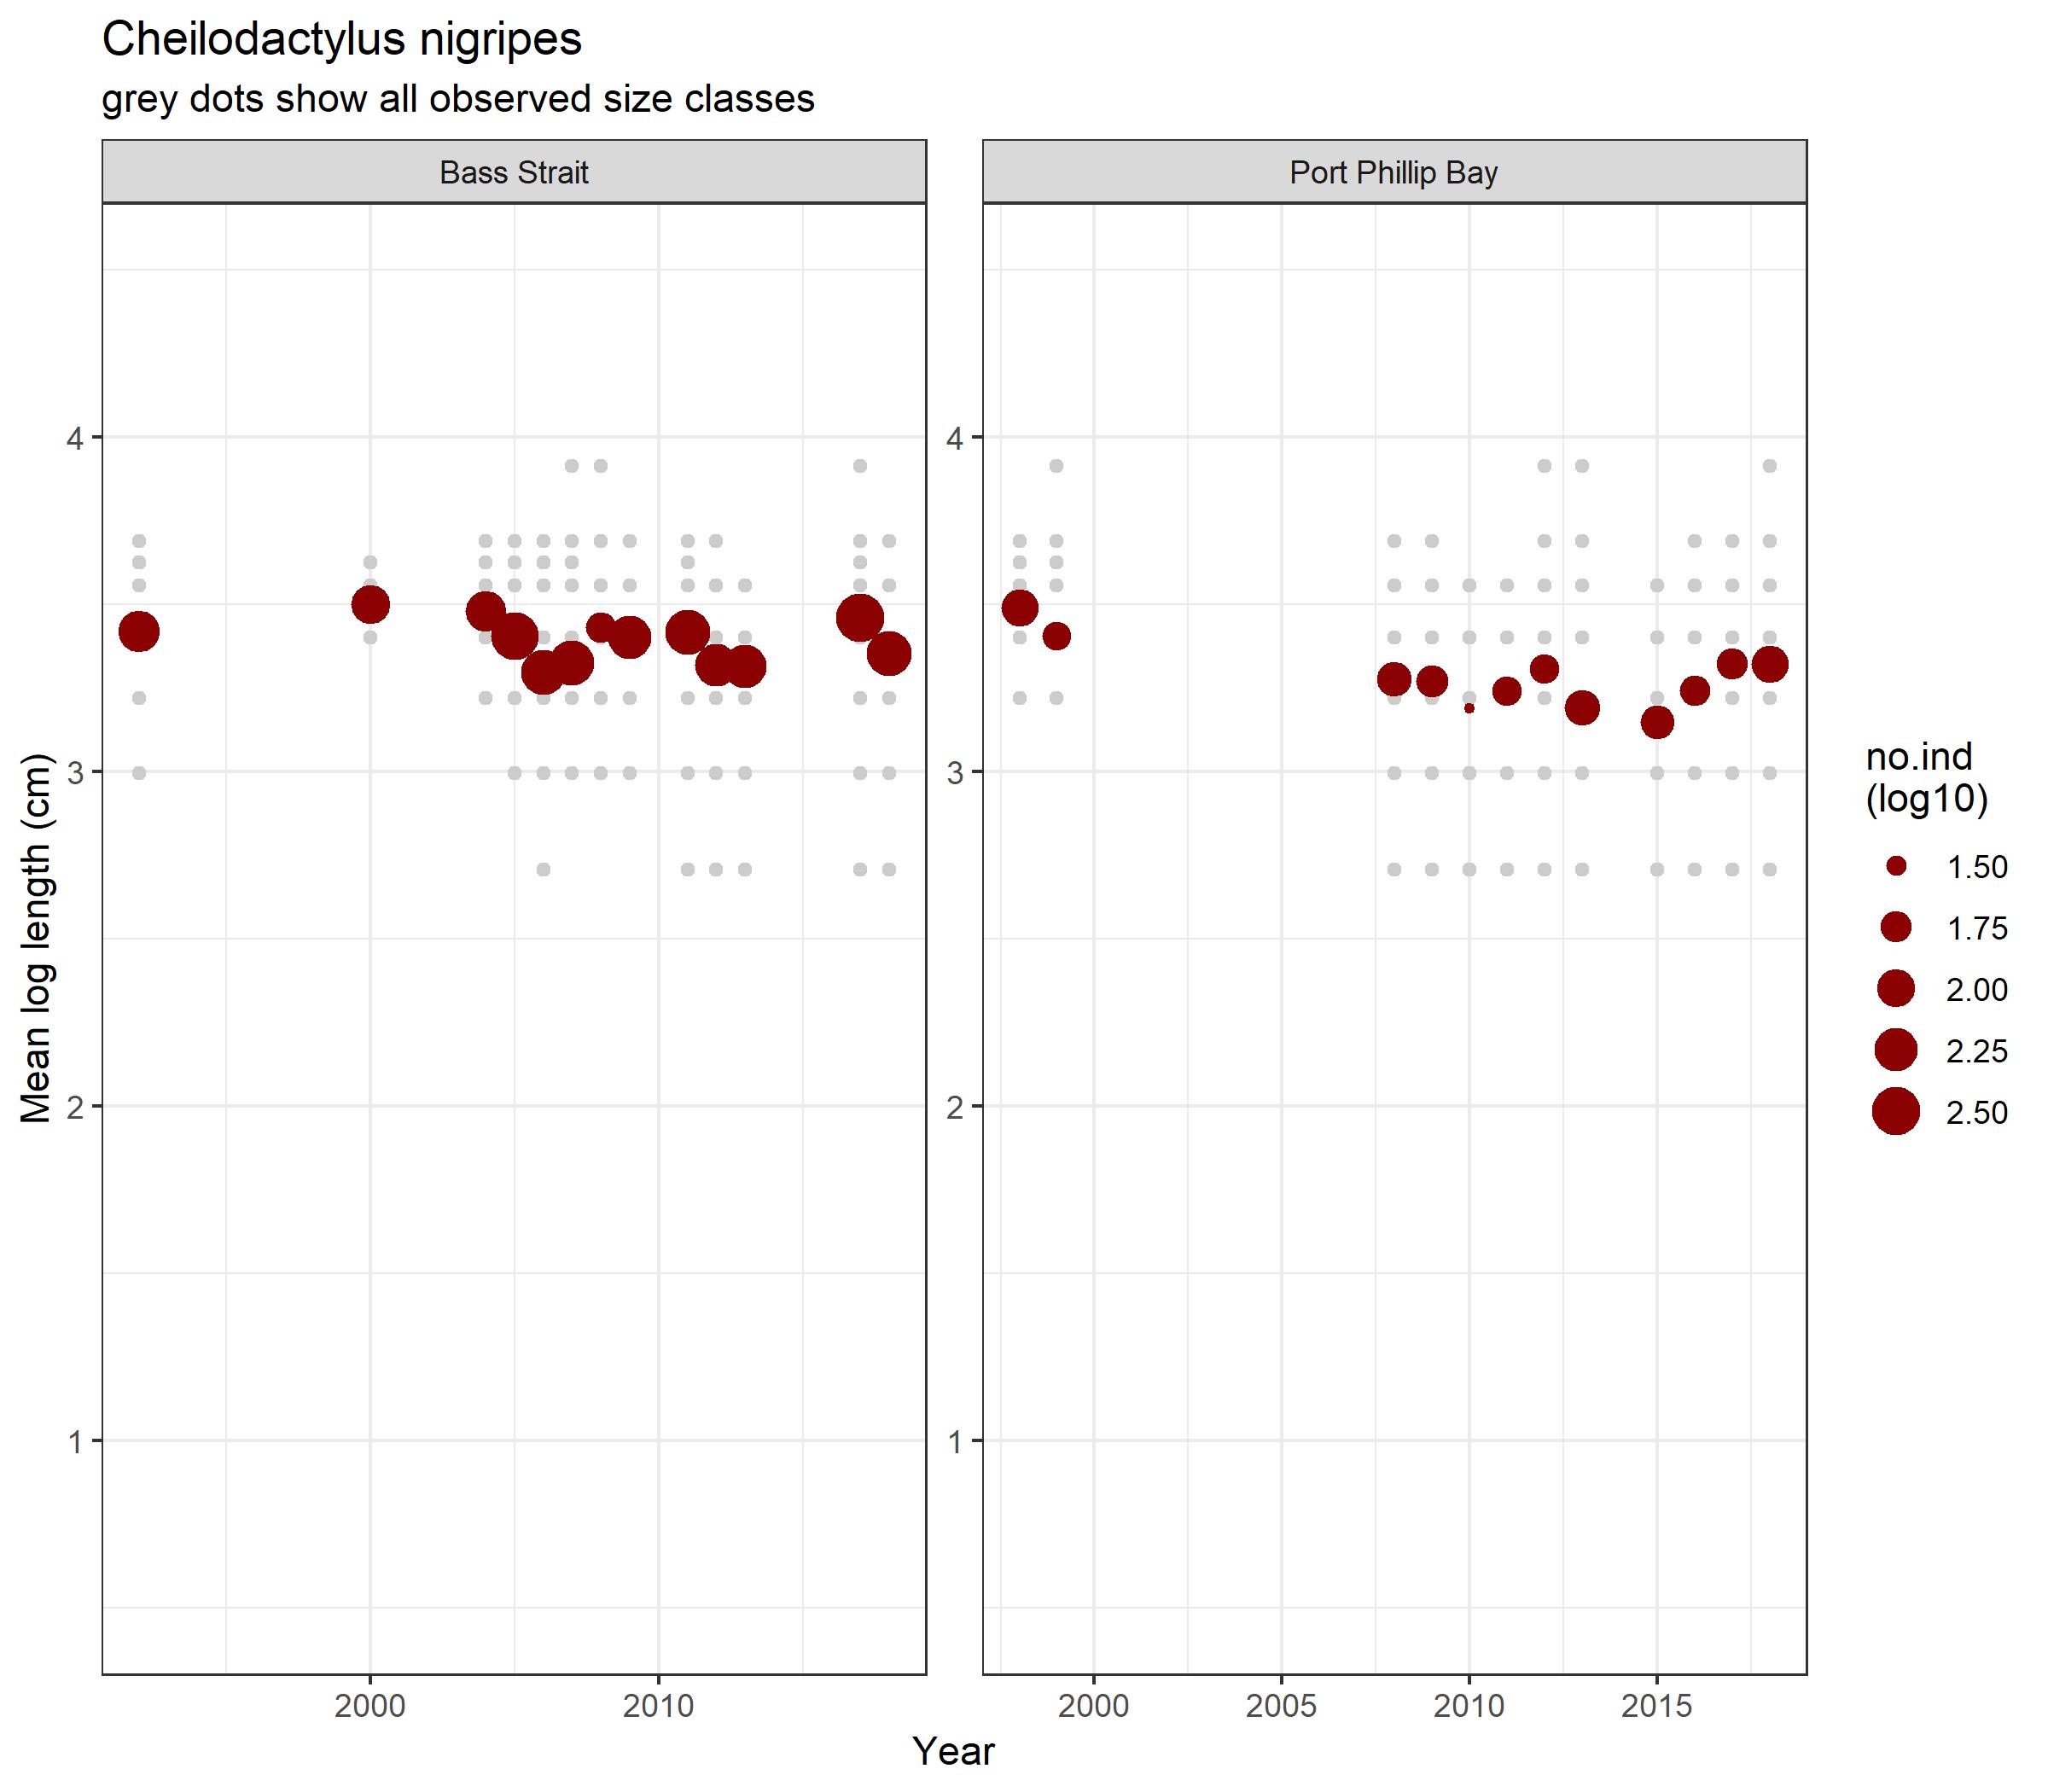 Cheilodactylus nigripes
grey dots show all observed size classes
Bass Strait
Port Phillip Bay
Mean log length (cm)
4
3
2
1
4
3
2
1
2000
2010
2000
2005
2010
2015
Year
no.ind
(log10)
1.50
1.75
2.00
2.25
2.50